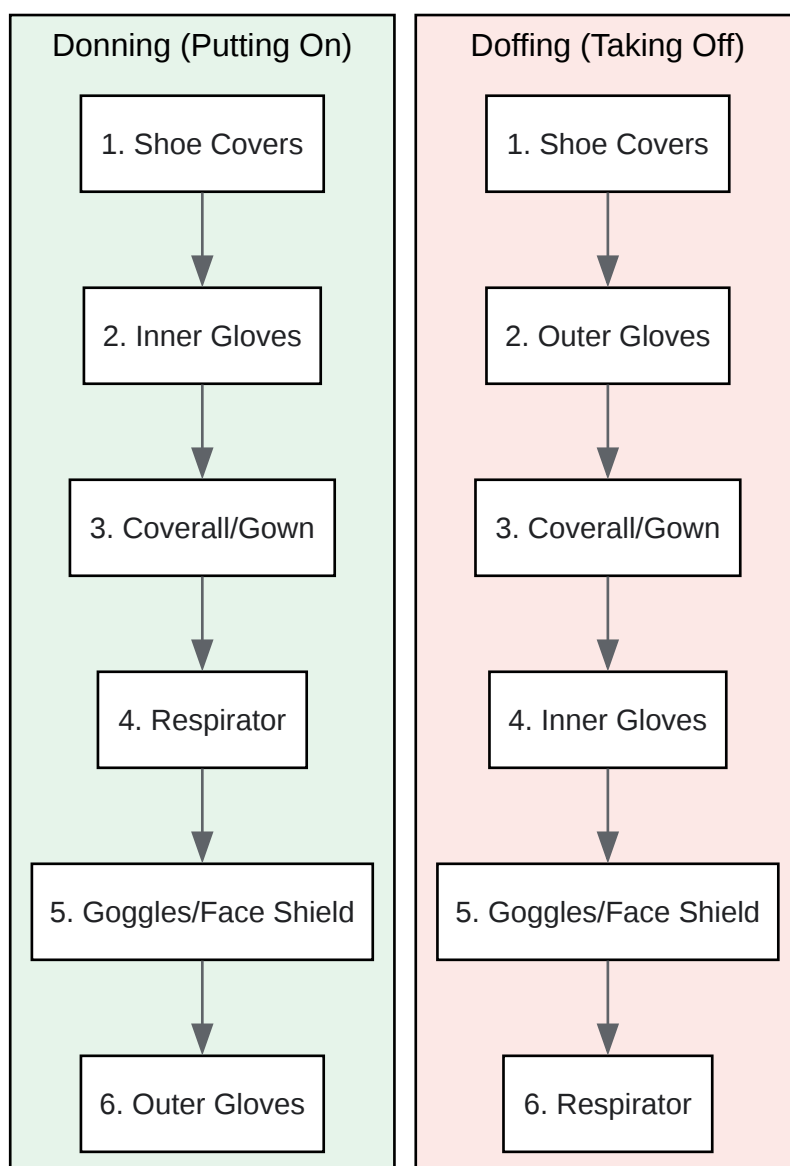 Donning (Putting On)
1. Shoe Covers
2. Inner Gloves
3. Coverall/Gown
4. Respirator
5. Goggles/Face Shield
6. Outer Gloves
Doffing (Taking Off)
1. Shoe Covers
2. Outer Gloves
3. Coverall/Gown
4. Inner Gloves
5. Goggles/Face Shield
6. Respirator